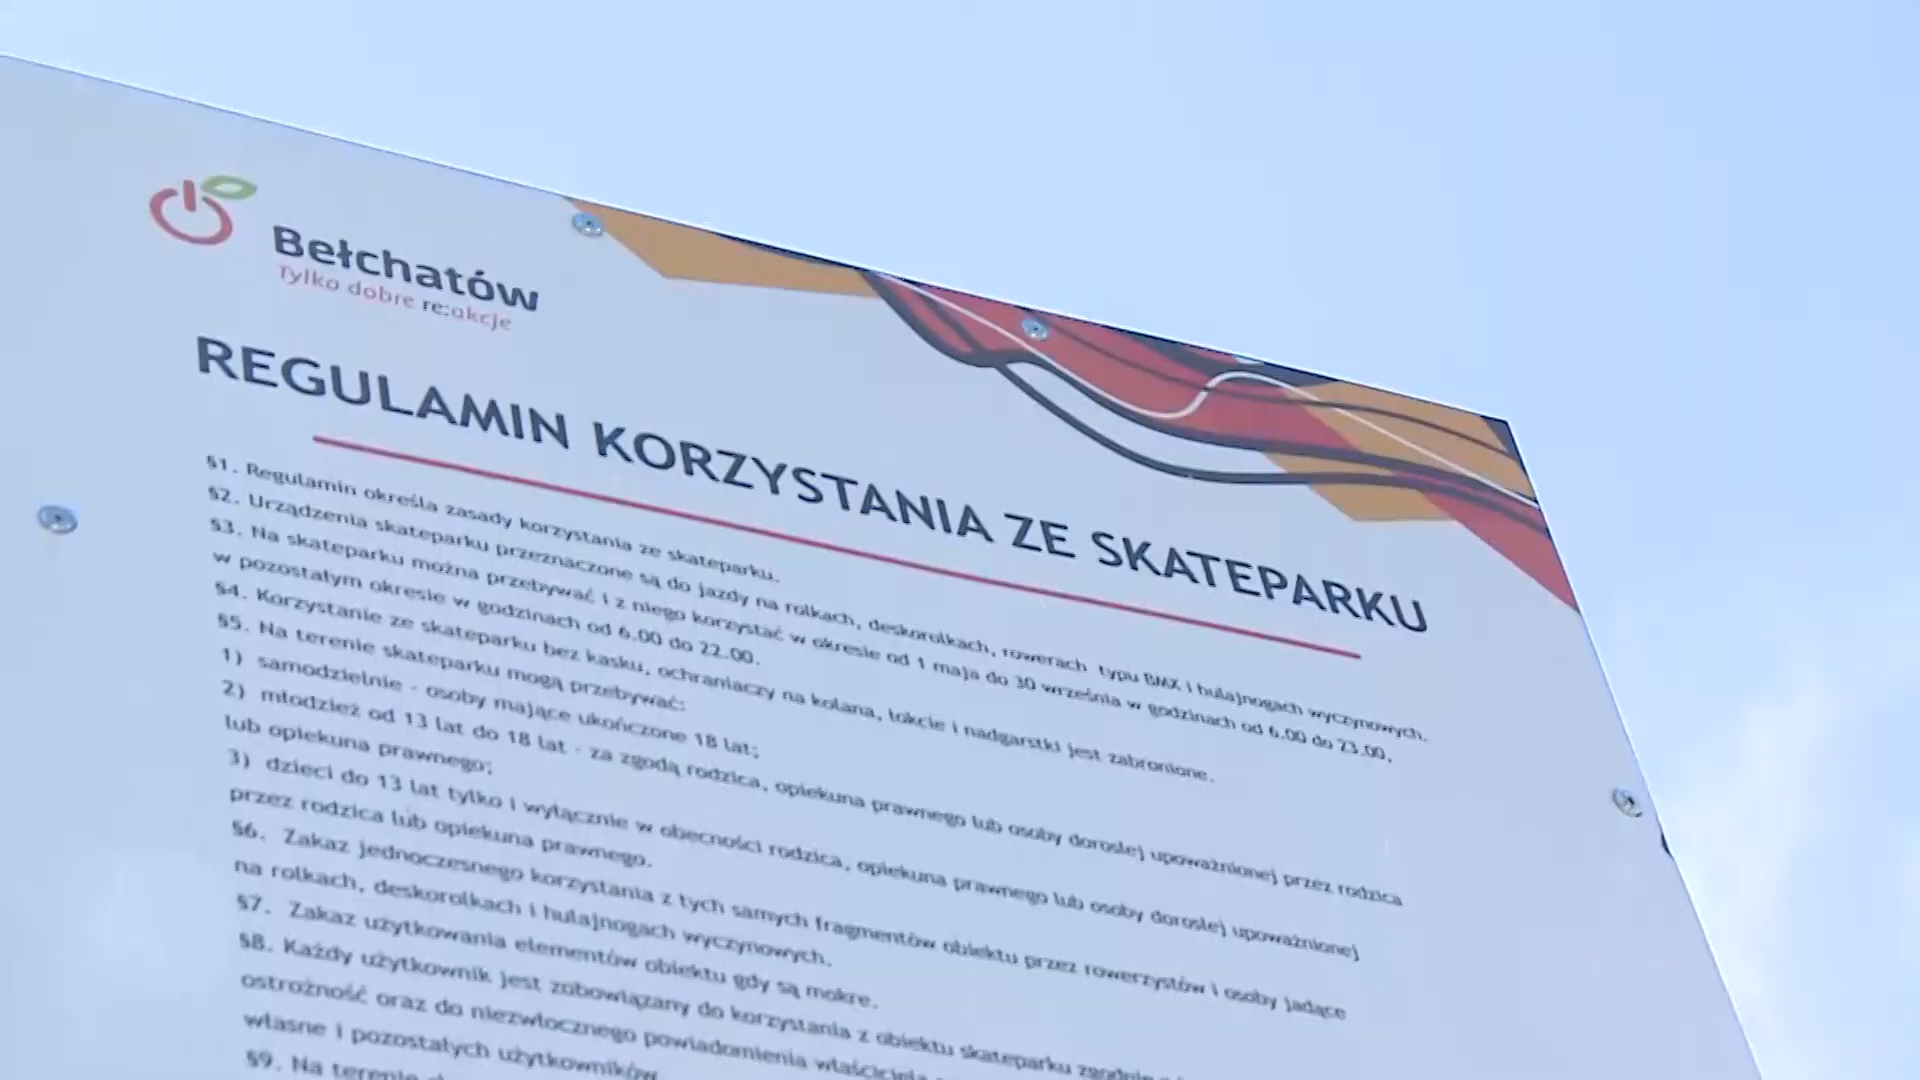 Bełchatów
Tylko dobre re:akcje
REGULAMIN KORZYSTANIA ZE SKATEPARKU
§1. Regulamin określa zasady korzystania ze skateparku.
§2. Urządzenia skateparku przeznaczone są do jazdy na rolkach, deskorolkach, rowerach typu BMX i hulajnogach wyczynowych.
§3. Na skateparku można przebywać i z niego korzystać w okresie od 1 maja do 30 września w godzinach od 6.00 do 23.00,
w pozostałym okresie w godzinach od 6.00 do 22.00.
§4. Korzystanie ze skateparku bez kasku, ochraniaczy na kolana, łokcie i nadgarstki jest zabronione.
§5. Na terenie skateparku mogą przebywać:
1) samodzielnie - osoby mające ukończone 18 lat;
2) młodzież od 13 lat do 18 lat - za zgodą rodzica, opiekuna prawnego lub osoby dorosłej upoważnionej przez rodzica
lub opiekuna prawnego;
3) dzieci do 13 lat tylko i wyłącznie w obecności rodzica, opiekuna prawnego lub osoby dorosłej upoważnionej
przez rodzica lub opiekuna prawnego.
§6. Zakaz jednoczesnego korzystania z tych samych fragmentów obiektu przez rowerzystów i osoby jadące
na rolkach, deskorolkach i hulajnogach wyczynowych.
§7. Zakaz użytkowania elementów obiektu gdy są mokre.
§8. Każdy użytkownik jest zobowiązany do korzystania z obiektu skateparku zgodnie
ostrożność oraz do niezwłocznego powiadomienia właściciela
własne i pozostałych użytkowników
§9. Na terenie